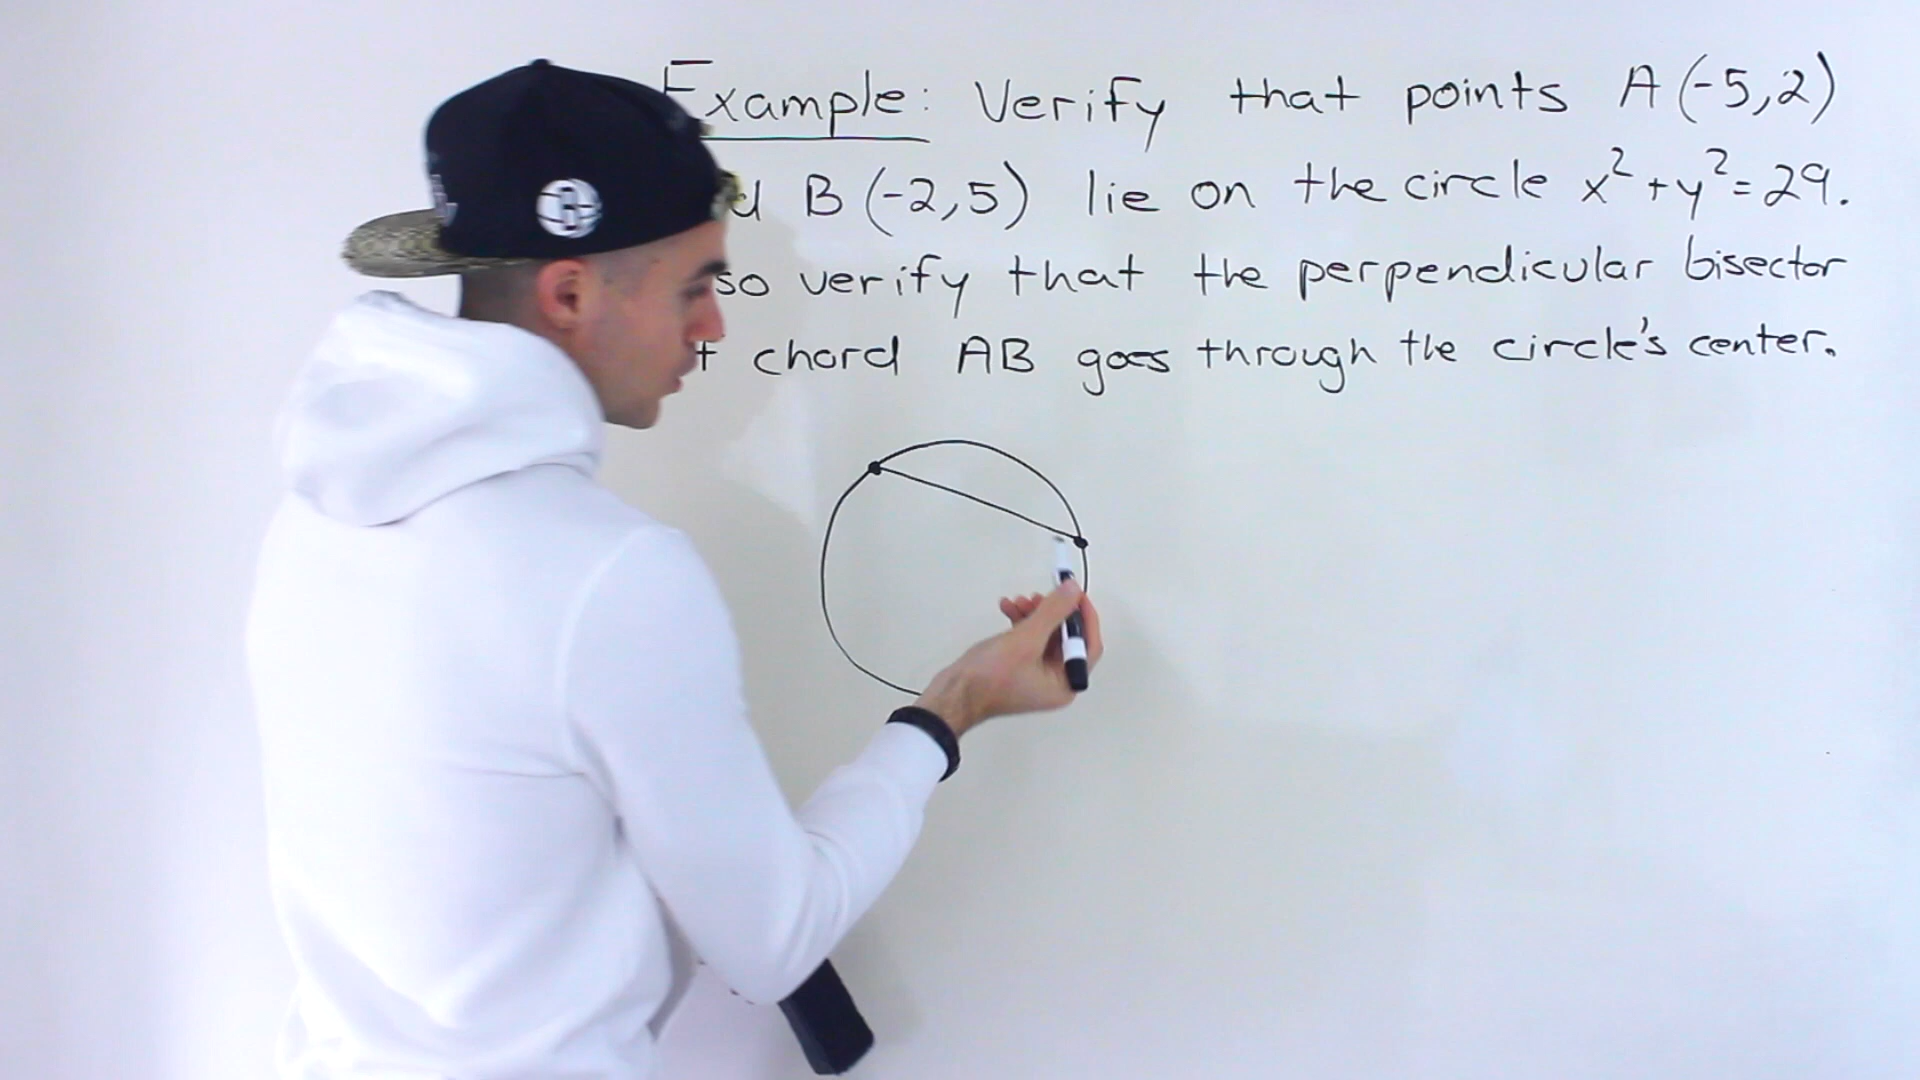 Example: Verify that points A(-5,2)
B(-2,5) lie on the circle x²+y²=29.
so verify that the perpendicular bisector
chord AB goes through the circle's center.